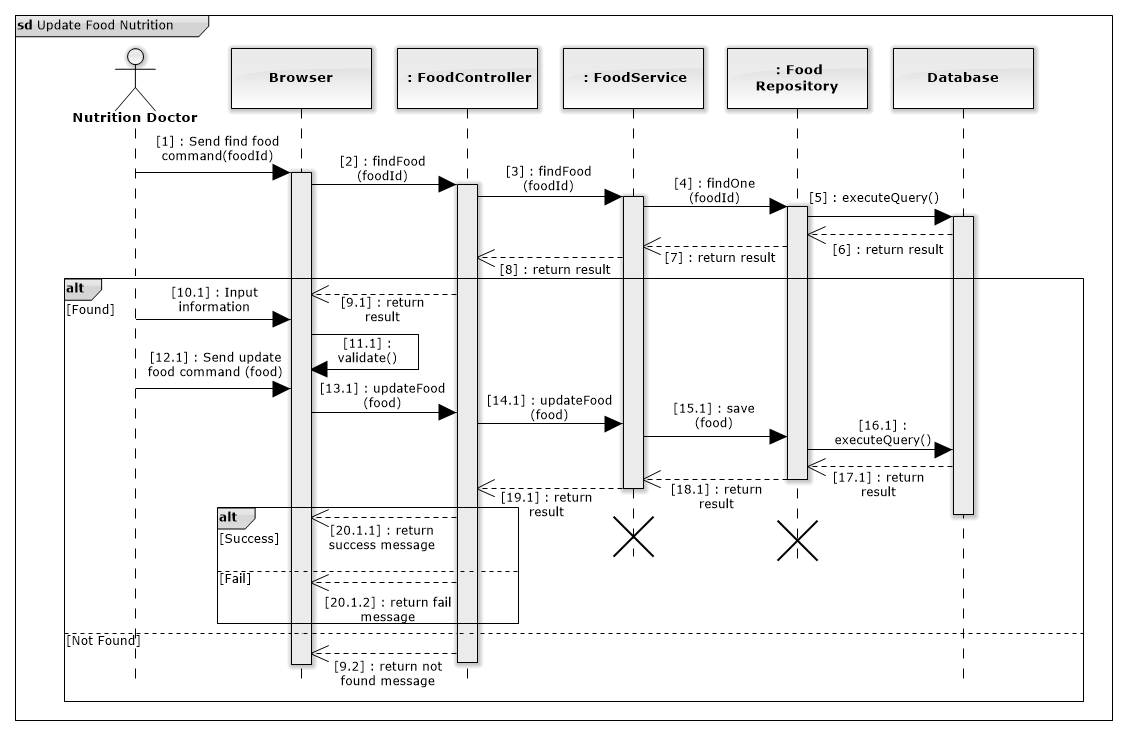 sd Update Food Nutrition
Nutrition Doctor
Browser
: FoodController
: FoodService
: Food
Repository
Database
[1] : Send find food
command(foodId)
[2] : findFood
(foodId)
[3] : findFood
(foodId)
[4] : findOne
(foodId)
[5] : executeQuery()
[6] : return result
[7] : return result
[8] : return result
alt
[Found]
[9.1] : return
result
[10.1] : Input
information
[11.1] :
validate()
[12.1] : Send update
food command (food)
[13.1] : updateFood
(food)
[14.1] : updateFood
(food)
[15.1] : save
(food)
[16.1] :
executeQuery()
[17.1] : return
result
[18.1] : return
result
[19.1] : return
result
alt
[Success]
[20.1.1] : return
success message
[Fail]
[20.1.2] : return fail
message
[Not Found]
[9.2] : return not
found message